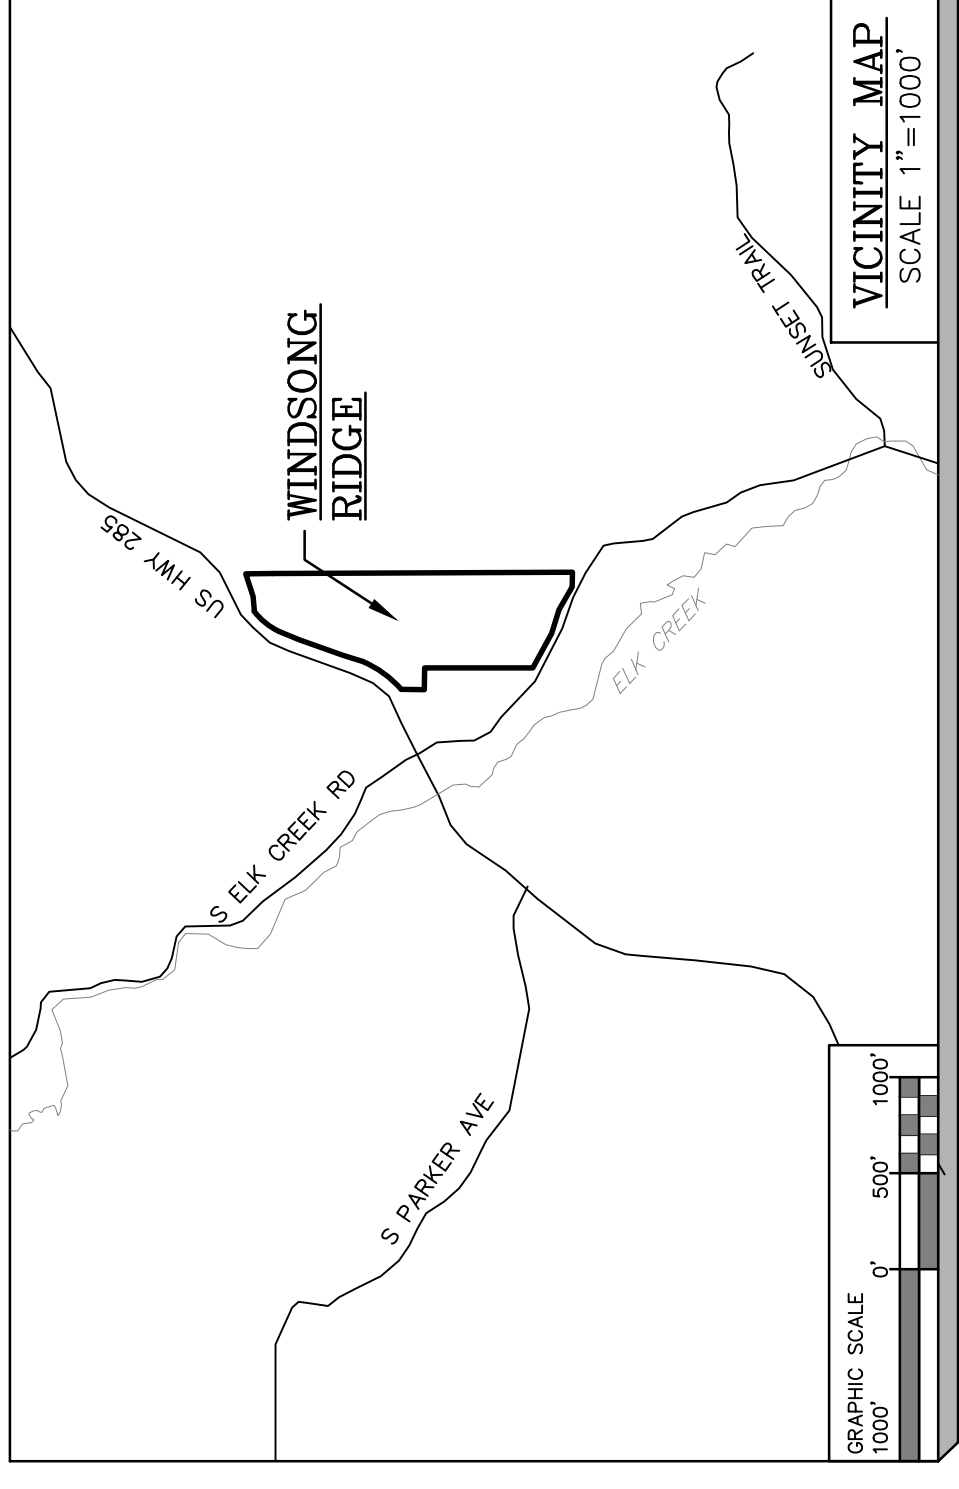 US HWY 285
WINDSONG
RIDGE
S ELK CREEK RD
ELK CREEK
SUNSET TRAIL
S PARKER AVE
GRAPHIC SCALE
1000' 0' 500' 1000'
VICINITY MAP
SCALE 1"=1000'